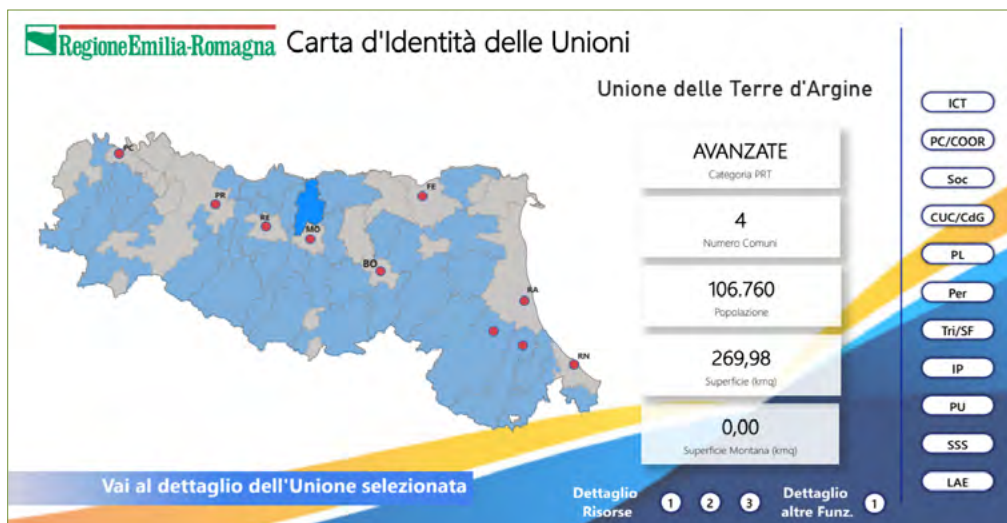 RegioneEmilia-Romagna Carta d'Identità delle Unioni
Unione delle Terre d'Argine
AVANZATE
Categoria PRT
4
Numero Comuni
106.760
Popolazione
269,98
Superficie (kmq)
0,00
Superficie Montana (kmq)
PC
PR
RE
MO
FE
BO
RA
RN
ICT
PC/COOR
Soc
CUC/CdG
PL
Per
Tri/SF
IP
PU
SSS
LAE
Vai al dettaglio dell'Unione selezionata
Dettaglio
Risorse
1 2 3
Dettaglio
altre Funz.
1